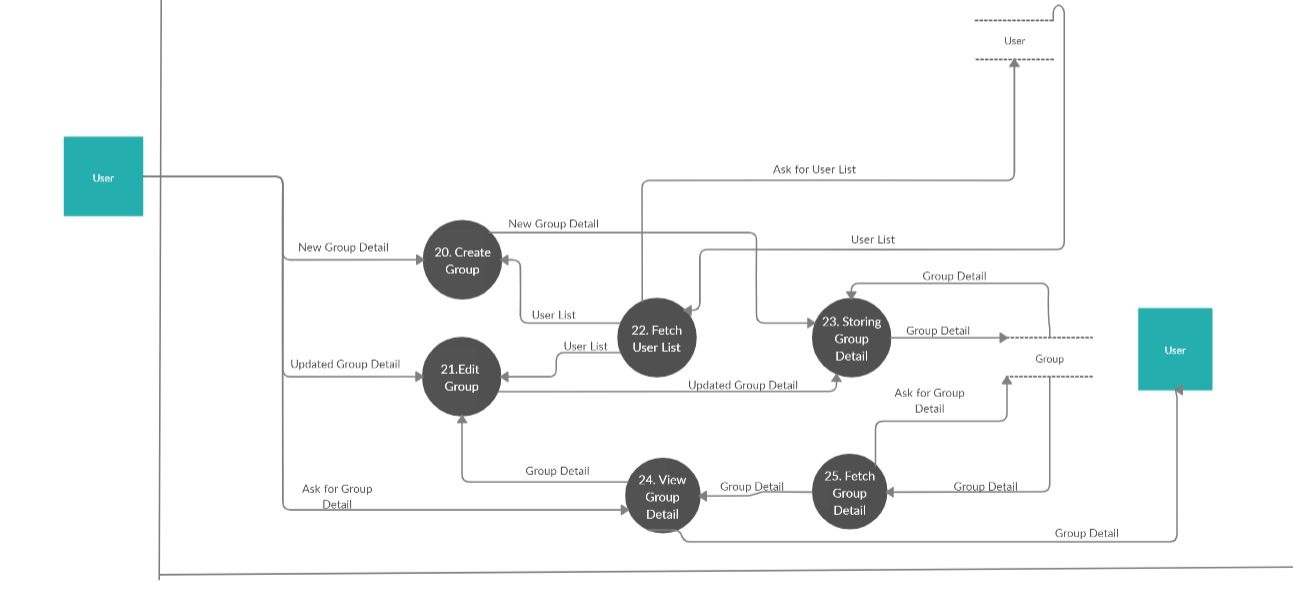 User
User
Ask for User List
New Group Detail
User List
New Group Detail
20. Create
Group
Group Detail
User List
22. Fetch
User List
23. Storing
Group
Detail
Group Detail
User
User List
Group
Updated Group Detail
21.Edit
Group
Updated Group Detail
Ask for Group
Detail
Group Detail
24. View
Group
Detail
Group Detail
25. Fetch
Group
Detail
Group Detail
Ask for Group
Detail
Group Detail